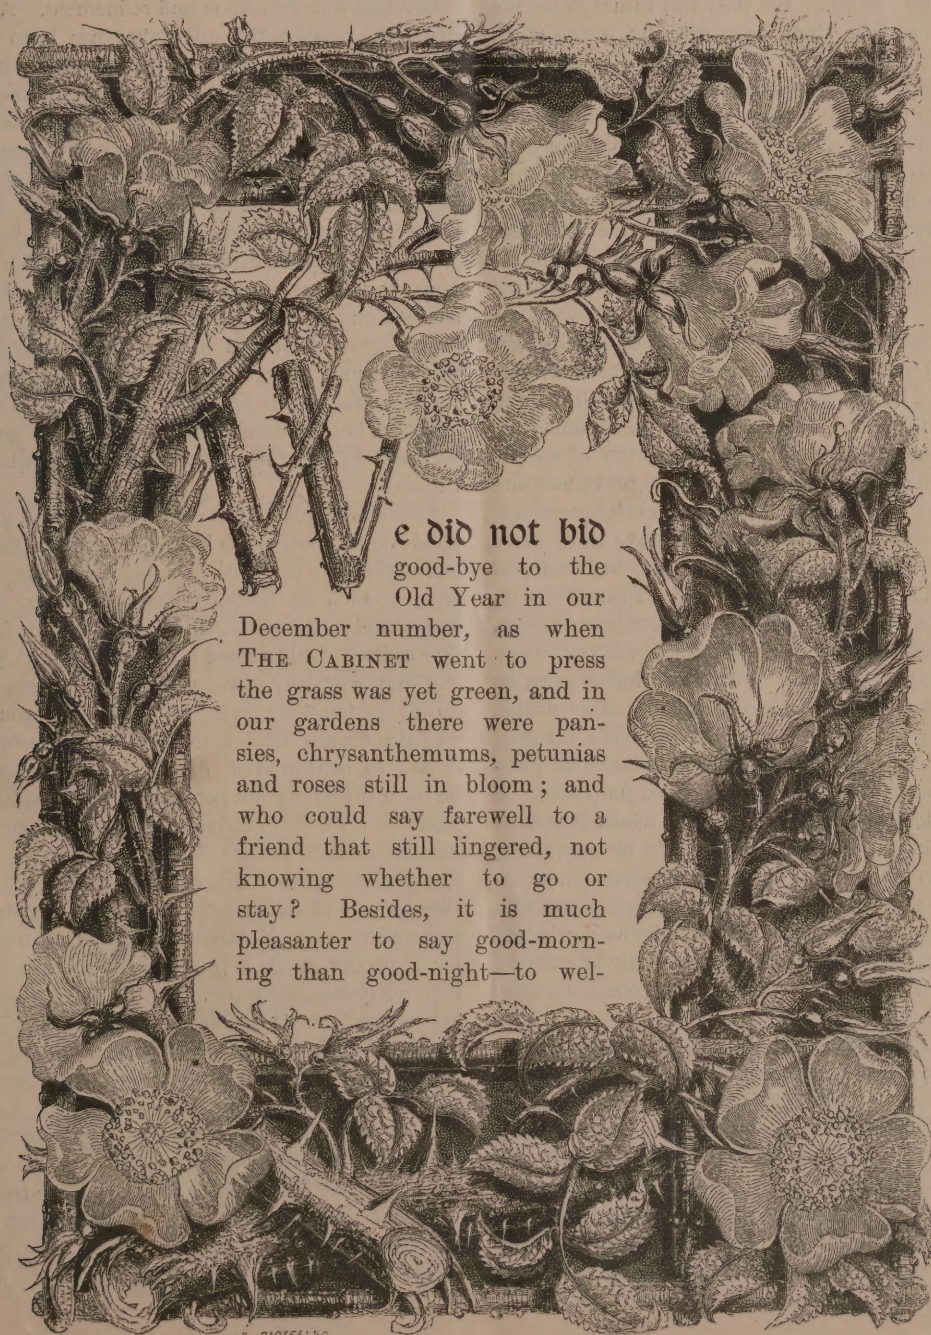 We did not bid
good-bye to the
Old Year in our
December number, as when
THE CABINET went to press
the grass was yet green, and in
our gardens there were pan-
sies, chrysanthemums, petunias
and roses still in bloom; and
who could say farewell to a
friend that still lingered, not
knowing whether to go or
stay? Besides, it is much
pleasanter to say good-morn-
ing than good-night—to wel-